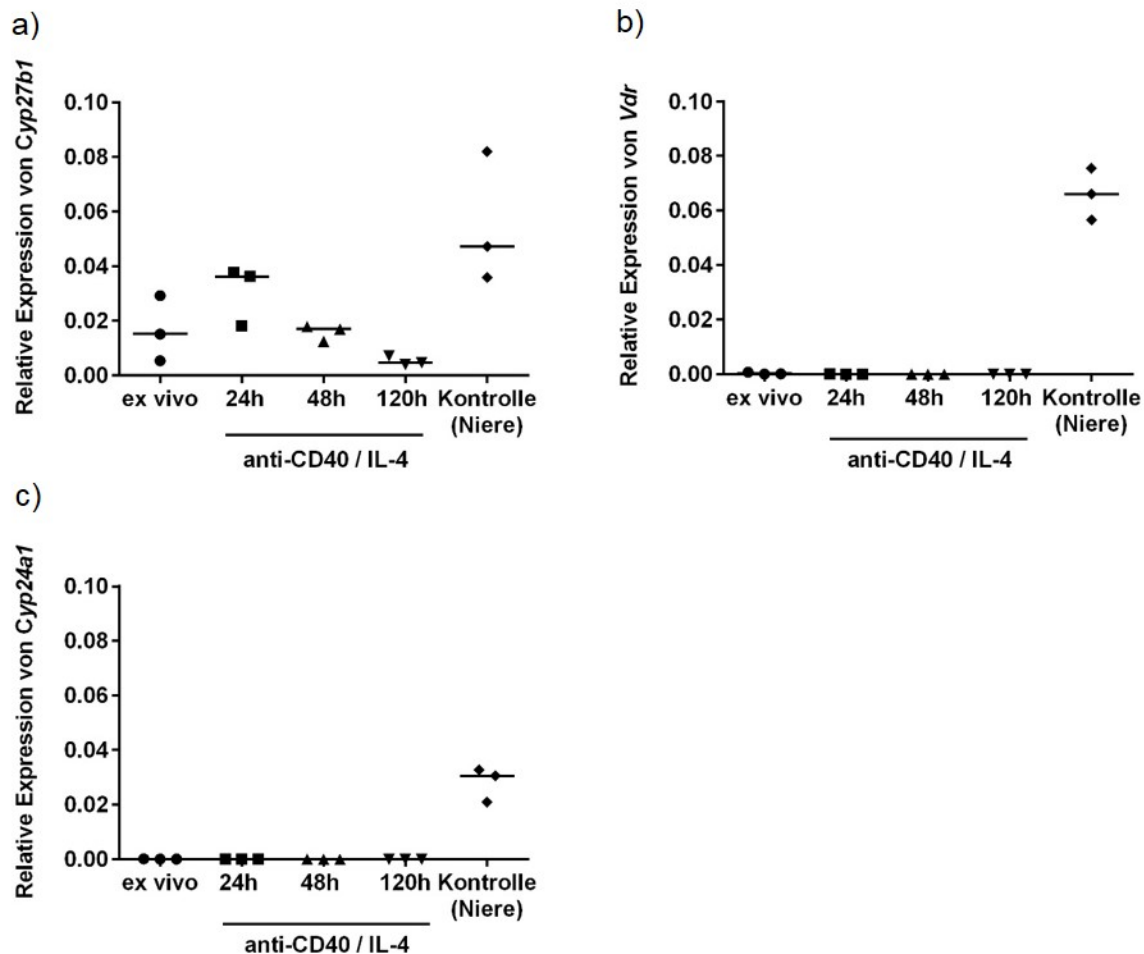 a)
Relative Expression von Cyp27b1
0.10
0.08
0.06
0.04
0.02
0.00
ex vivo 24h 48h 120h Kontrolle
(Niere)
anti-CD40 / IL-4
b)
Relative Expression von Vdr
0.10
0.08
0.06
0.04
0.02
0.00
ex vivo 24h 48h 120h Kontrolle
(Niere)
anti-CD40 / IL-4
c)
Relative Expression von Cyp24a1
0.10
0.08
0.06
0.04
0.02
0.00
ex vivo 24h 48h 120h Kontrolle
(Niere)
anti-CD40 / IL-4